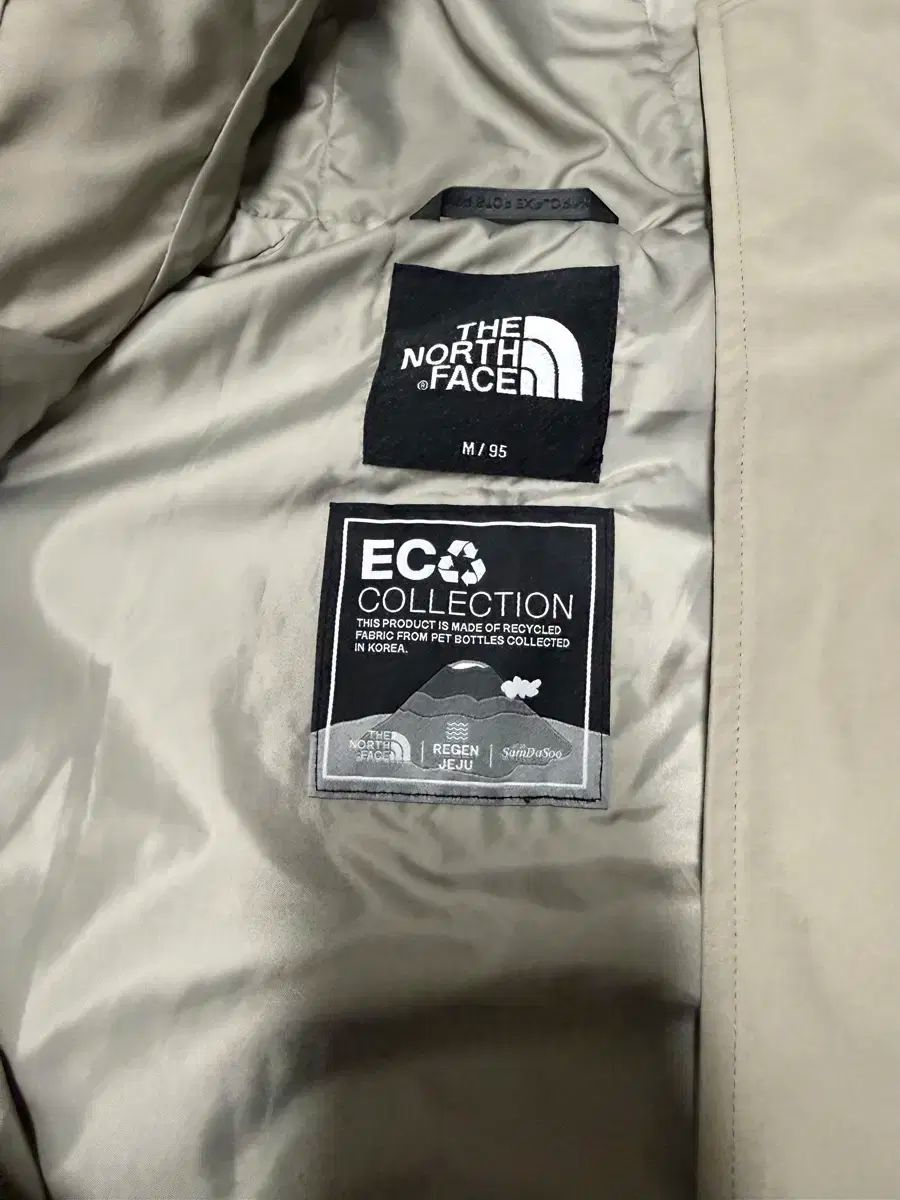 THE
NORTH
FACE
®
M / 95
ECO
COLLECTION
THIS PRODUCT IS MADE OF RECYCLED
FABRIC FROM PET BOTTLES COLLECTED
IN KOREA.
THE
NORTH
FACE
REGEN
JEJU
SamDaSoo